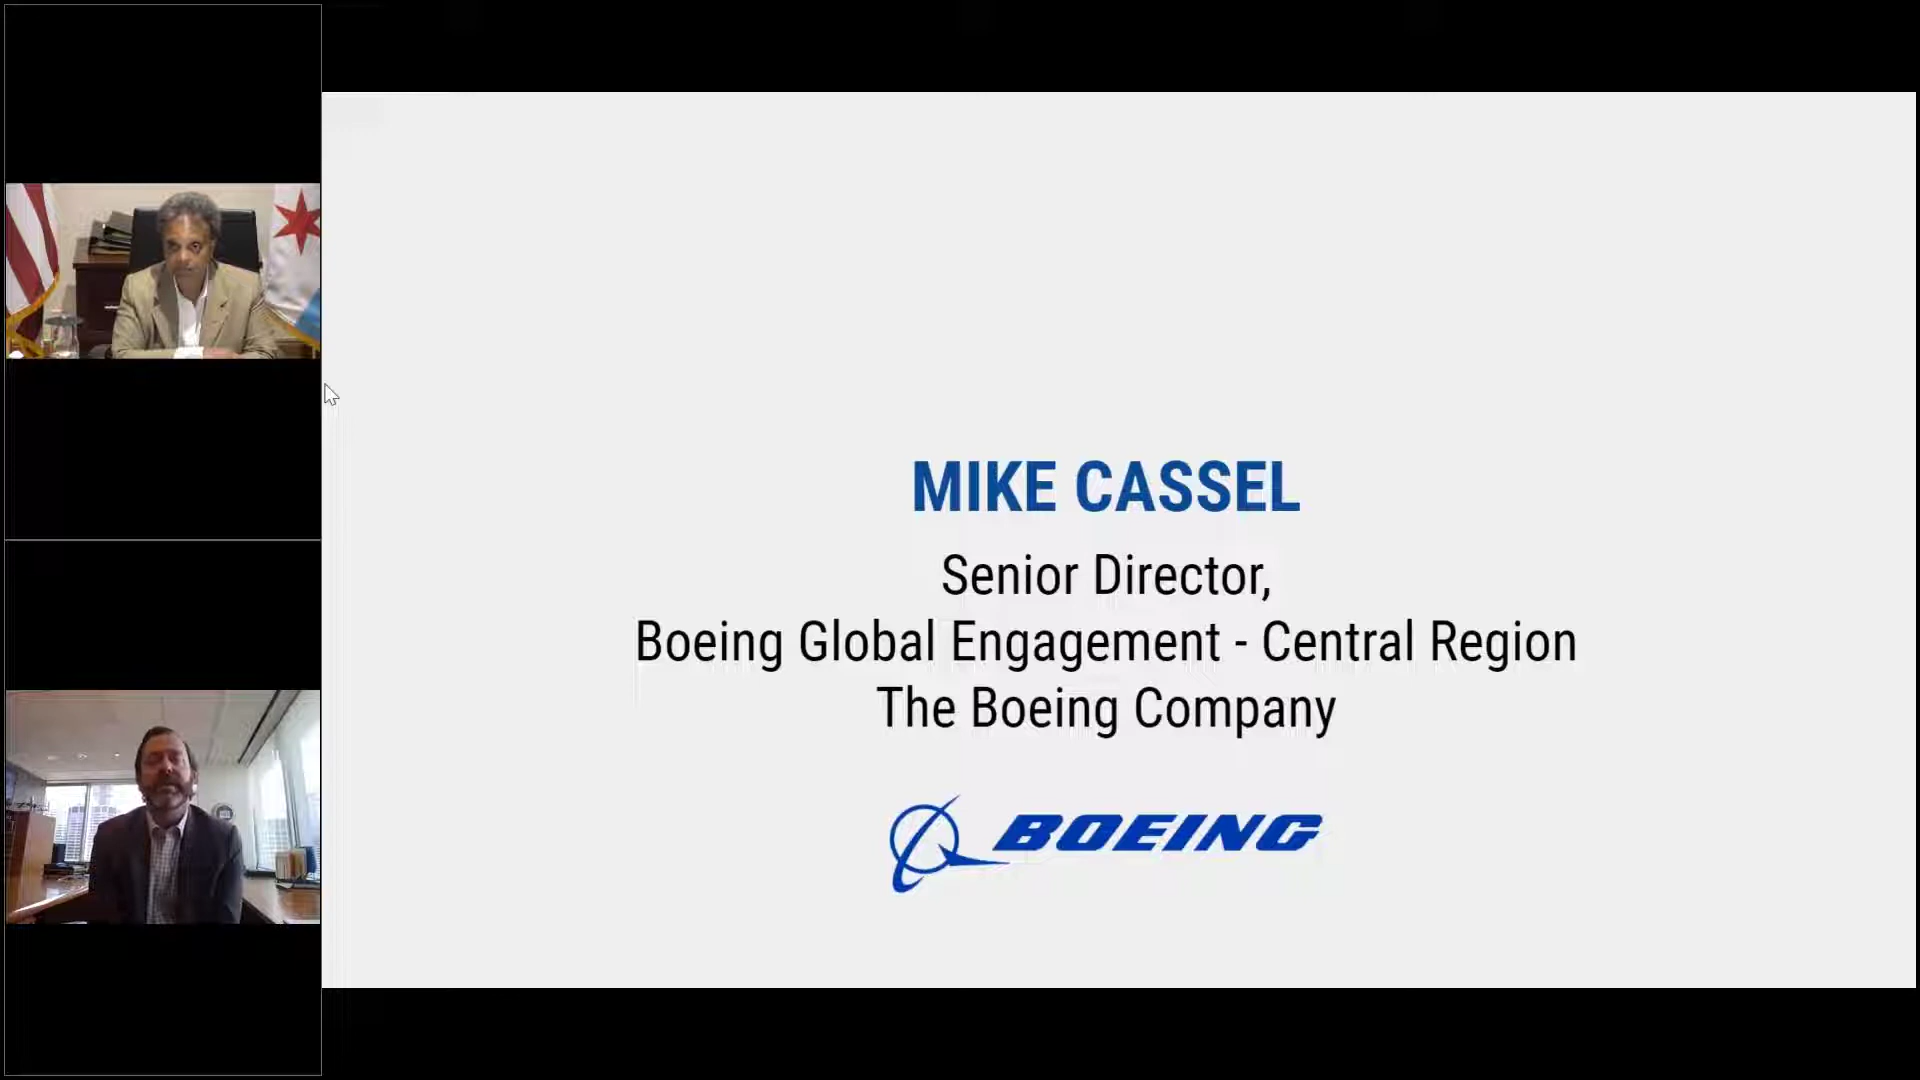 MIKE CASSEL
Senior Director,
Boeing Global Engagement - Central Region
The Boeing Company
BOEING